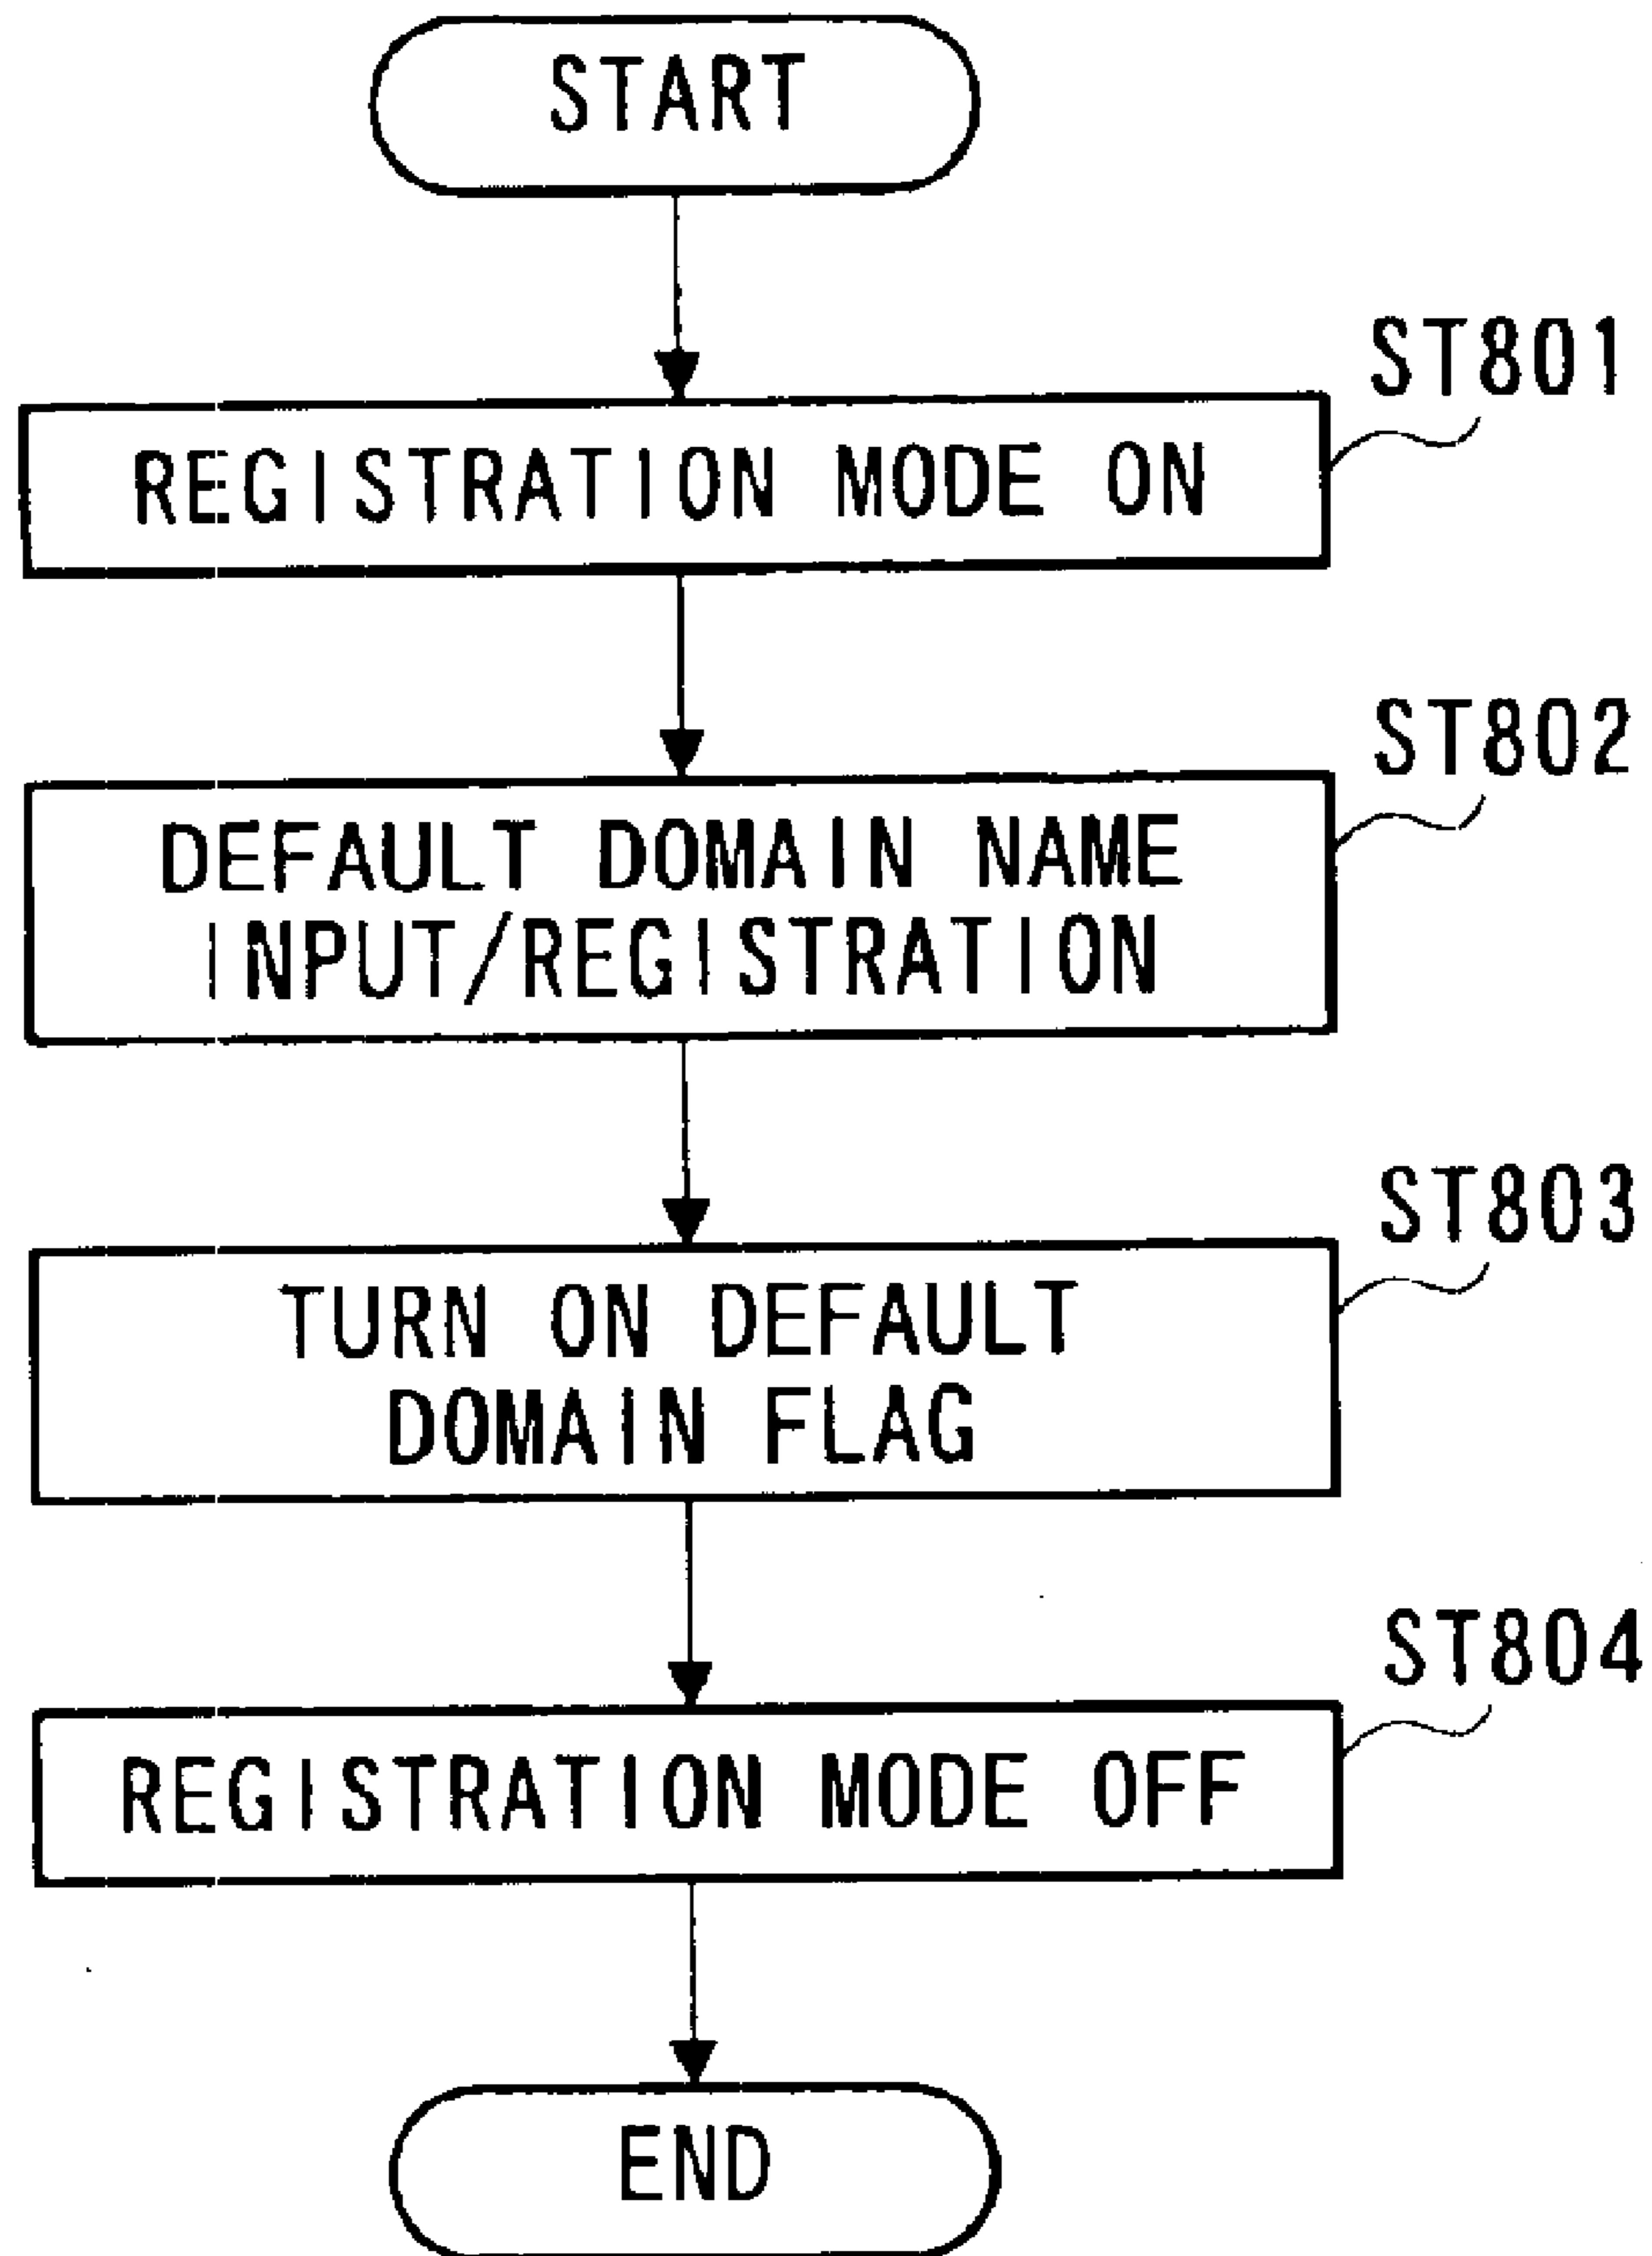 START
ST801
REGISTRATION MODE ON
ST802
DEFAULT DOMAIN NAME
INPUT/REGISTRATION
ST803
TURN ON DEFAULT
DOMAIN FLAG
ST804
REGISTRATION MODE OFF
END